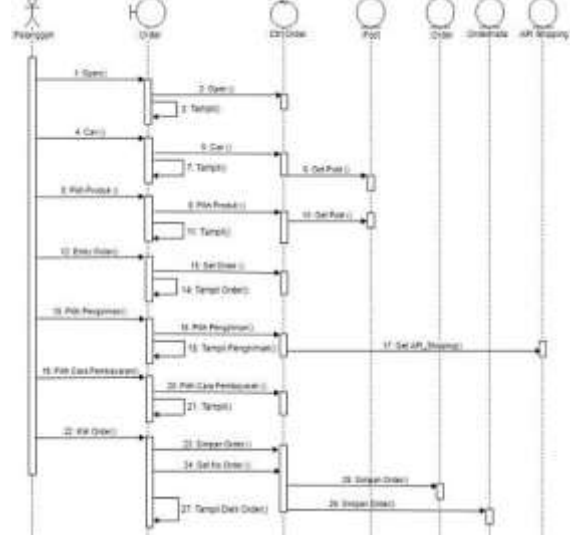 Pelanggan
Order
Ctrl Order
Post
Order
Ordermeta
API Shipping
1: Open()
2: Open ()
3: Tampil()
4: Cari ()
5: Cari ()
6: Get Post ()
7: Tampil()
8: Pilih Produk ()
9: Pilih Produk ()
10: Get Post ()
11: Tampil()
12: Entry Order()
13: Set Order ()
14: Tampil Order()
15: Pilih Pengiriman()
16: Pilih Pengiriman()
17: Get API_Shipping()
18: Tampil Pengiriman()
19: Pilih Cara Pembayaran()
20: Pilih Cara Pembayaran ()
21: Tampil()
22: Klik Order()
23: Simpan Order()
24: Get No Order()
25: Simpan Order()
26: Simpan Order()
27: Tampil Detil Order()